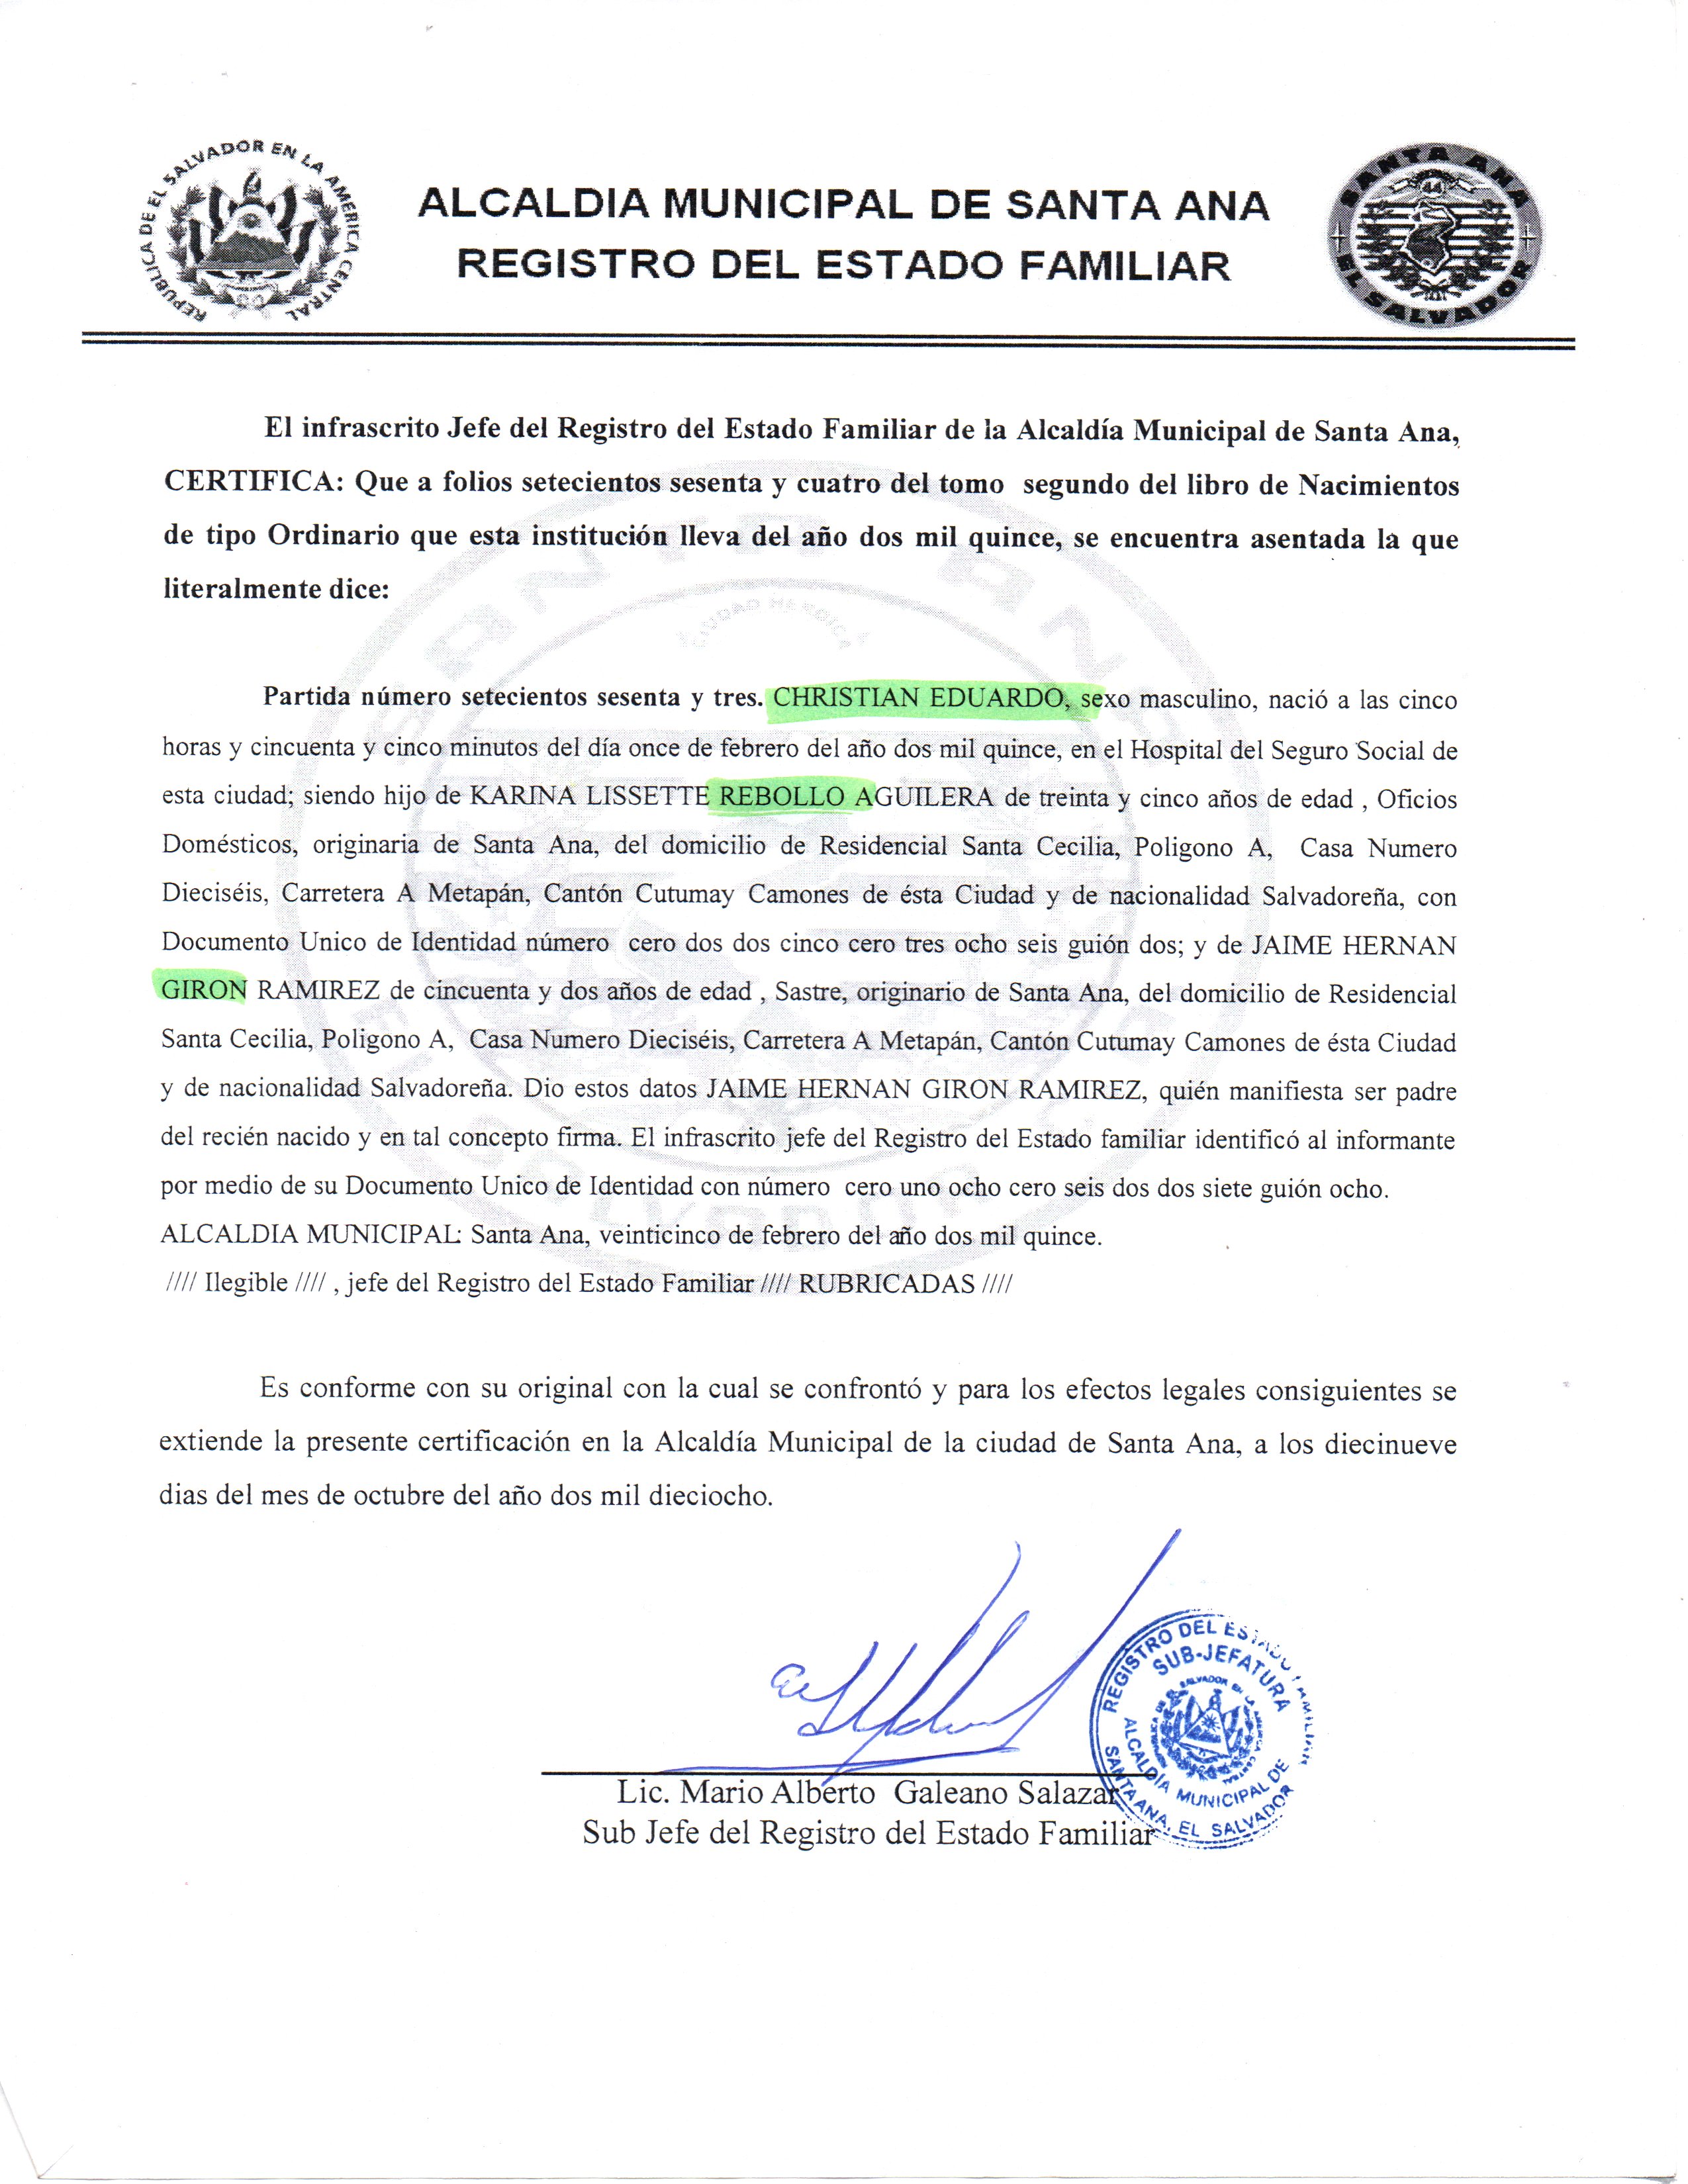 REPUBLICA DE EL SALVADOR EN LA AMERICA CENTRAL
ALCALDIA MUNICIPAL DE SANTA ANA
REGISTRO DEL ESTADO FAMILIAR
SANTA ANA
44
EL SALVADOR
El infrascrito Jefe del Registro del Estado Familiar de la Alcaldía Municipal de Santa Ana,
CERTIFICA: Que a folios setecientos sesenta y cuatro del tomo segundo del libro de Nacimientos
de tipo Ordinario que esta institución lleva del año dos mil quince, se encuentra asentada la que
literalmente dice:
Partida número setecientos sesenta y tres. CHRISTIAN EDUARDO, sexo masculino, nació a las cinco
horas y cincuenta y cinco minutos del día once de febrero del año dos mil quince, en el Hospital del Seguro Social de
esta ciudad; siendo hijo de KARINA LISSETTE REBOLLO AGUILERA de treinta y cinco años de edad , Oficios
Domésticos, originaria de Santa Ana, del domicilio de Residencial Santa Cecilia, Poligono A, Casa Numero
Dieciséis, Carretera A Metapán, Cantón Cutumay Camones de ésta Ciudad y de nacionalidad Salvadoreña, con
Documento Unico de Identidad número cero dos dos cinco cero tres ocho seis guión dos; y de JAIME HERNAN
GIRON RAMIREZ de cincuenta y dos años de edad , Sastre, originario de Santa Ana, del domicilio de Residencial
Santa Cecilia, Poligono A, Casa Numero Dieciséis, Carretera A Metapán, Cantón Cutumay Camones de ésta Ciudad
y de nacionalidad Salvadoreña. Dio estos datos JAIME HERNAN GIRON RAMIREZ, quién manifiesta ser padre
del recién nacido y en tal concepto firma. El infrascrito jefe del Registro del Estado familiar identificó al informante
por medio de su Documento Unico de Identidad con número cero uno ocho cero seis dos dos siete guión ocho.
ALCALDIA MUNICIPAL: Santa Ana, veinticinco de febrero del año dos mil quince.
//// Ilegible //// , jefe del Registro del Estado Familiar //// RUBRICADAS ////
Es conforme con su original con la cual se confrontó y para los efectos legales consiguientes se
extiende la presente certificación en la Alcaldía Municipal de la ciudad de Santa Ana, a los diecinueve
dias del mes de octubre del año dos mil dieciocho.
Lic. Mario Alberto Galeano Salazar
Sub Jefe del Registro del Estado Familiar
REGISTRO DEL ESTADO FAMILIAR
SUB-JEFATURA
ALCALDÍA MUNICIPAL DE
SANTA ANA, EL SALVADOR